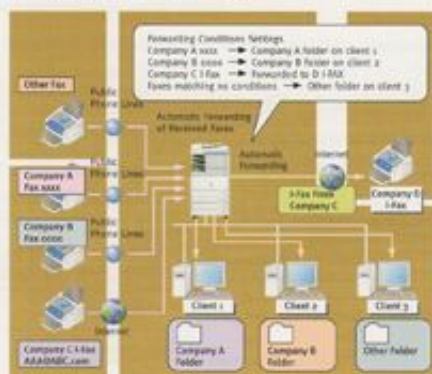 Forwarding Conditions Settings
Company A xxxx → Company A folder on client 1
Company B oooo → Company B folder on client 2
Company C I-Fax → Forwarded to D I-FAX
Faxes matching no conditions → Other folder on client 3
Other Fax
Public
Phone Lines
Automatic Forwarding
of Received Faxes
Automatic
Forwarding
Internet
Public
Phone Lines
Company A
Fax xxxx
I-Fax from
Company C
Company D
I-Fax
Public
Phone Lines
Company B
Fax oooo
Internet
Client 1
Client 2
Client 3
Company C I-Fax
AAA@ABC.com
Company A
Folder
Company B
Folder
Other Folder